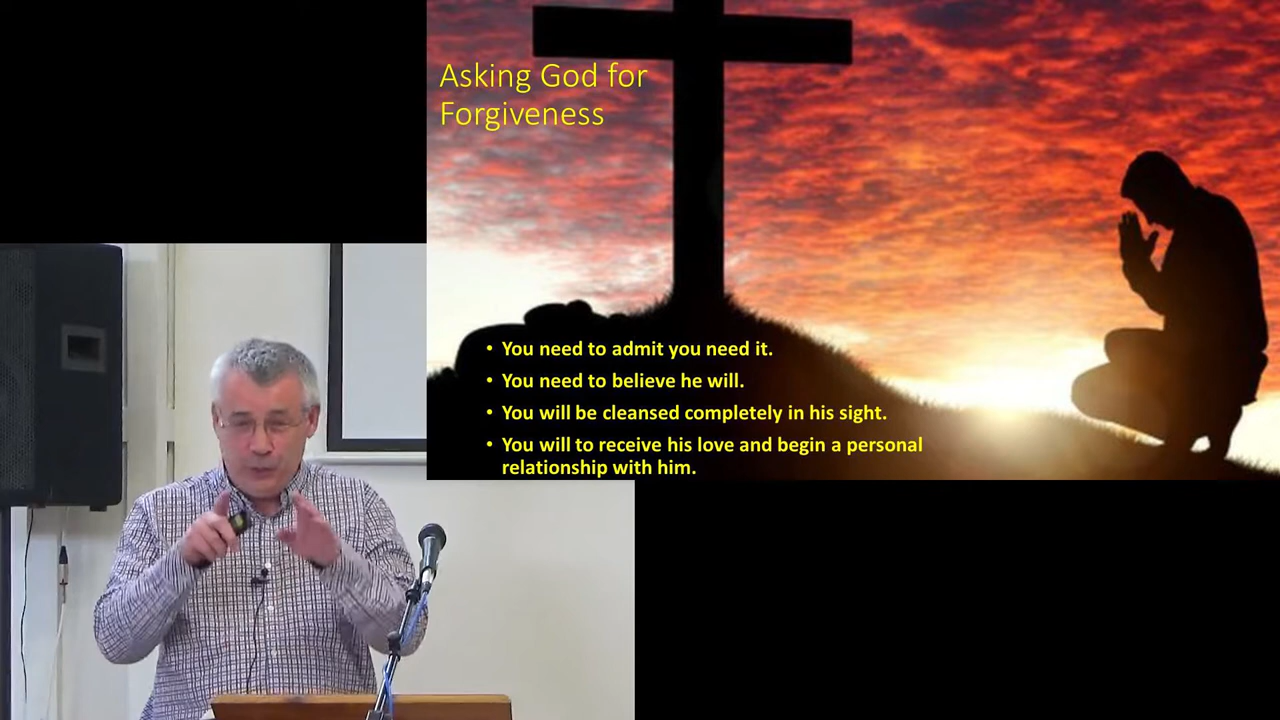 Asking God for
Forgiveness
• You need to admit you need it.
• You need to believe he will.
• You will be cleansed completely in his sight.
• You will to receive his love and begin a personal
relationship with him.